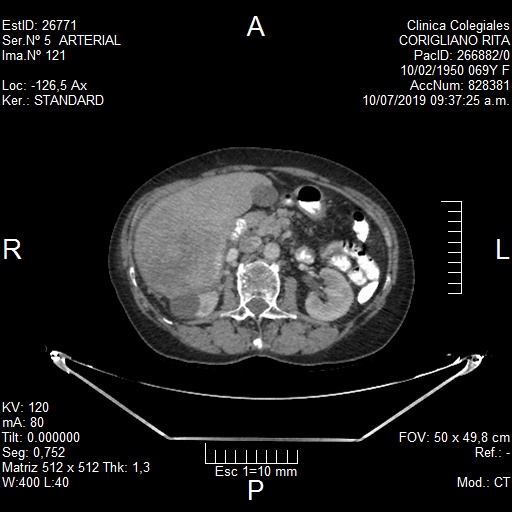 EstID: 26771
Ser.Nº 5 ARTERIAL
Ima.Nº 121
Loc: -126,5 Ax
Ker.: STANDARD
A
Clinica Colegiales
CORIGLIANO RITA
PacID: 266882/0
10/02/1950 069Y F
AccNum: 828381
10/07/2019 09:37:25 a.m.
R
L
KV: 120
mA: 80
Tilt: 0.000000
Seg: 0,752
Matriz 512 x 512 Thk: 1,3
W:400 L:40
Esc 1=10 mm
P
FOV: 50 x 49,8 cm
Ref.: -
Mod.: CT